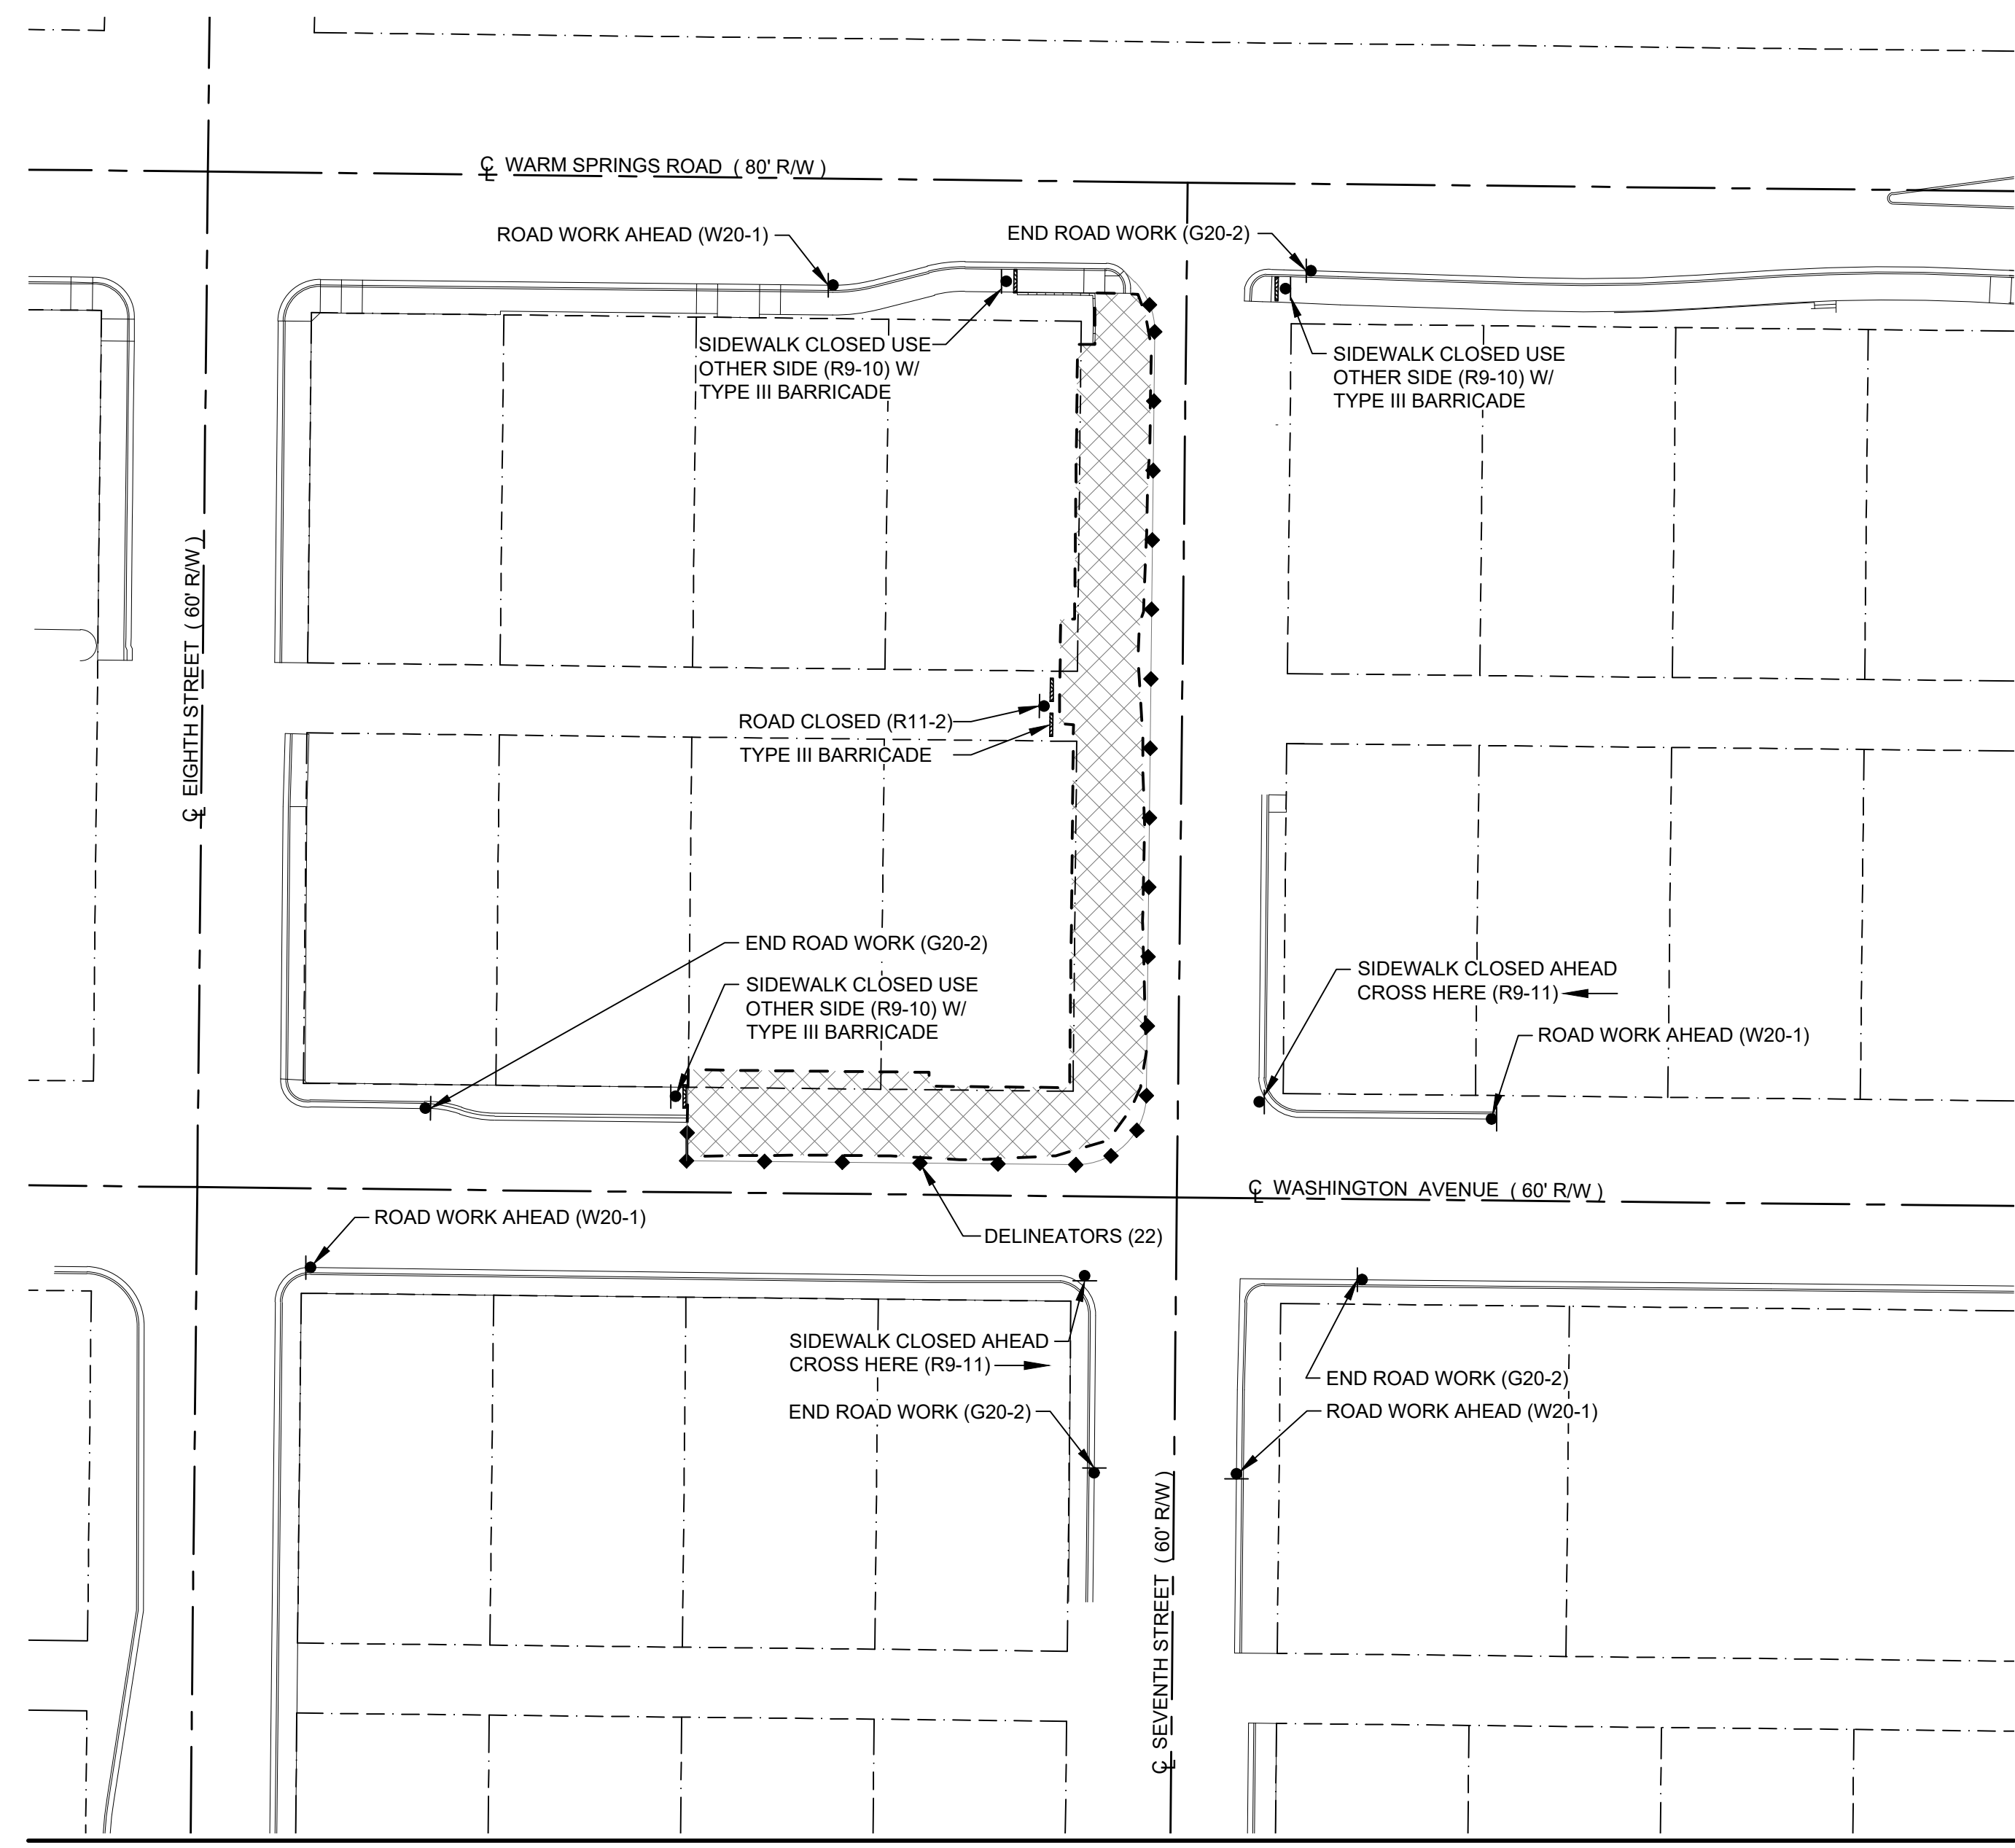 ℄ WARM SPRINGS ROAD ( 80' R/W )
ROAD WORK AHEAD (W20-1)
END ROAD WORK (G20-2)
SIDEWALK CLOSED USE
OTHER SIDE (R9-10) W/
TYPE III BARRICADE
SIDEWALK CLOSED USE
OTHER SIDE (R9-10) W/
TYPE III BARRICADE
℄ EIGHTH STREET ( 60' R/W )
ROAD CLOSED (R11-2)
TYPE III BARRICADE
END ROAD WORK (G20-2)
SIDEWALK CLOSED USE
OTHER SIDE (R9-10) W/
TYPE III BARRICADE
SIDEWALK CLOSED AHEAD
CROSS HERE (R9-11)
ROAD WORK AHEAD (W20-1)
℄ WASHINGTON AVENUE ( 60' R/W )
ROAD WORK AHEAD (W20-1)
DELINEATORS (22)
SIDEWALK CLOSED AHEAD
CROSS HERE (R9-11)
END ROAD WORK (G20-2)
END ROAD WORK (G20-2)
ROAD WORK AHEAD (W20-1)
℄ SEVENTH STREET ( 60' R/W )